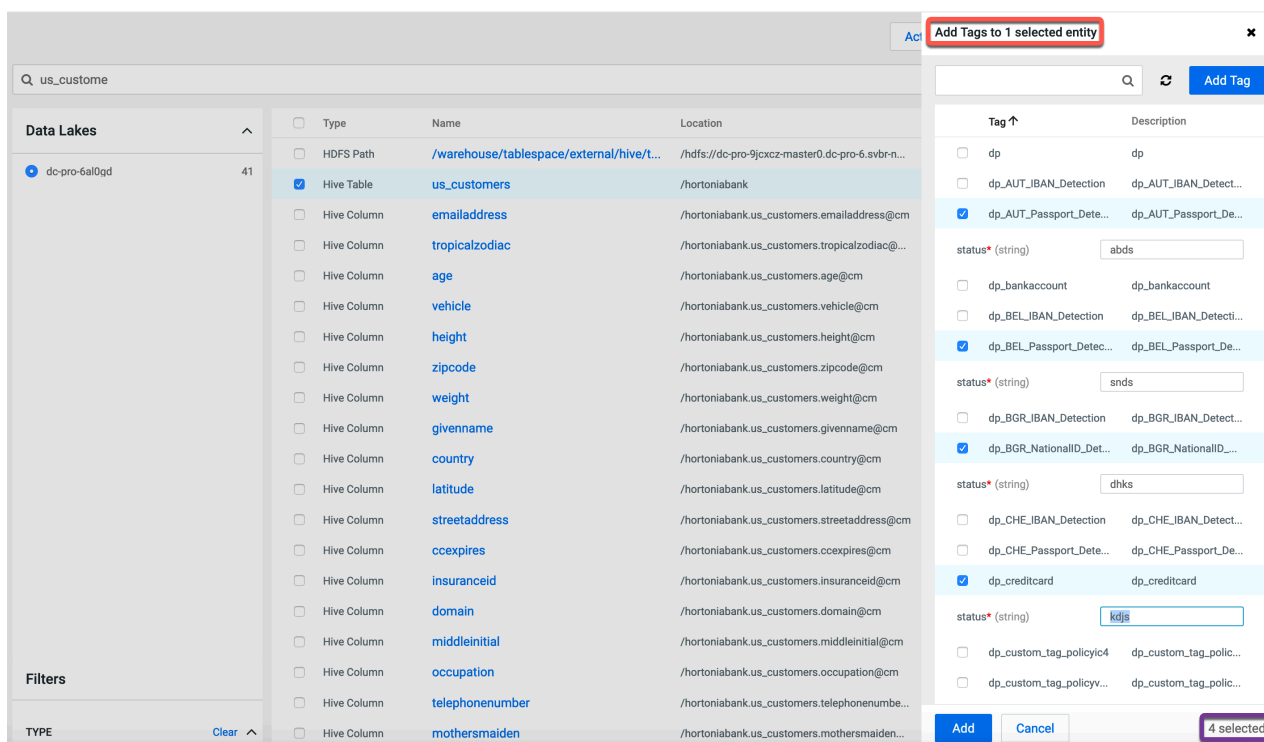 Act
Add Tags to 1 selected entity
us_custome
Add Tag
Data Lakes
dc-pro-6al0gd 41
Filters
TYPE Clear
Type Name Location
HDFS Path /warehouse/tablespace/external/hive/t... /hdfs://dc-pro-9jcxcz-master0.dc-pro-6.svbr-n...
Hive Table us_customers /hortoniabank
Hive Column emailaddress /hortoniabank.us_customers.emailaddress@cm
Hive Column tropicalzodiac /hortoniabank.us_customers.tropicalzodiac@...
Hive Column age /hortoniabank.us_customers.age@cm
Hive Column vehicle /hortoniabank.us_customers.vehicle@cm
Hive Column height /hortoniabank.us_customers.height@cm
Hive Column zipcode /hortoniabank.us_customers.zipcode@cm
Hive Column weight /hortoniabank.us_customers.weight@cm
Hive Column givenname /hortoniabank.us_customers.givenname@cm
Hive Column country /hortoniabank.us_customers.country@cm
Hive Column latitude /hortoniabank.us_customers.latitude@cm
Hive Column streetaddress /hortoniabank.us_customers.streetaddress@cm
Hive Column ccexpires /hortoniabank.us_customers.ccexpires@cm
Hive Column insuranceid /hortoniabank.us_customers.insuranceid@cm
Hive Column domain /hortoniabank.us_customers.domain@cm
Hive Column middleinitial /hortoniabank.us_customers.middleinitial@cm
Hive Column occupation /hortoniabank.us_customers.occupation@cm
Hive Column telephonenumber /hortoniabank.us_customers.telephonenumbe...
Hive Column mothersmaiden /hortoniabank.us_customers.mothersmaiden...
Tag Description
dp dp
dp_AUT_IBAN_Detection dp_AUT_IBAN_Detect...
dp_AUT_Passport_Dete... dp_AUT_Passport_De...
status* (string) abds
dp_bankaccount dp_bankaccount
dp_BEL_IBAN_Detection dp_BEL_IBAN_Detecti...
dp_BEL_Passport_Detec... dp_BEL_Passport_De...
status* (string) snds
dp_BGR_IBAN_Detection dp_BGR_IBAN_Detect...
dp_BGR_NationalID_Det... dp_BGR_NationalID_...
status* (string) dhks
dp_CHE_IBAN_Detection dp_CHE_IBAN_Detect...
dp_CHE_Passport_Dete... dp_CHE_Passport_De...
dp_creditcard dp_creditcard
status* (string) kdjs
dp_custom_tag_policyic4 dp_custom_tag_polic...
dp_custom_tag_policyv... dp_custom_tag_polic...
Add Cancel 4 selected